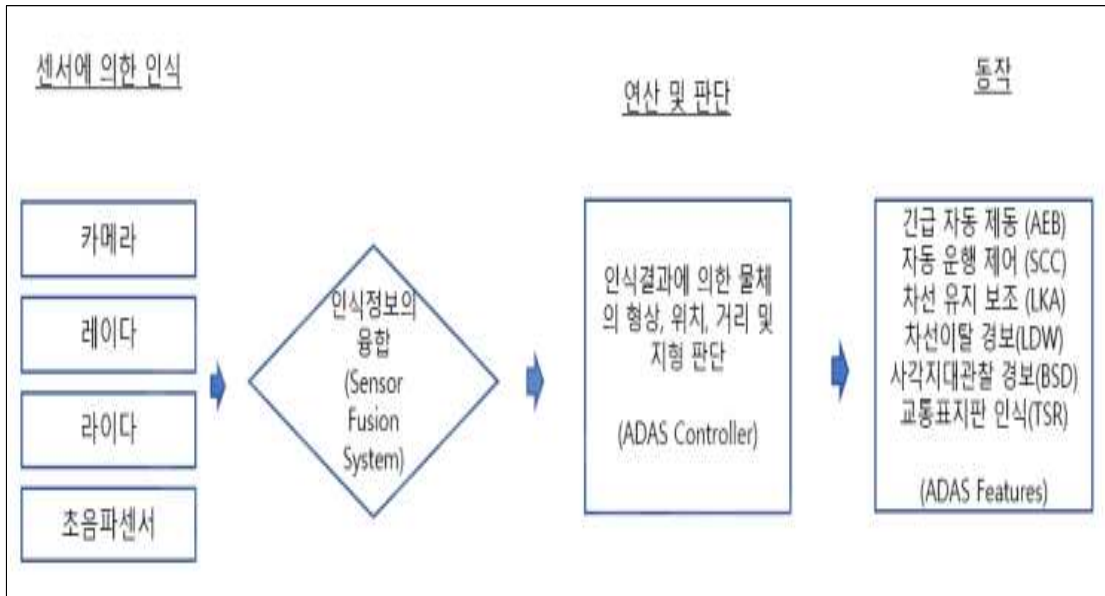 센서에 의한 인식
연산 및 판단
동작
카메라
레이다
라이다
초음파센서
인식정보의
융합
(Sensor
Fusion
System)
인식결과에 의한 물체
의 형상, 위치, 거리 및
지형 판단
(ADAS Controller)
긴급 자동 제동 (AEB)
자동 운행 제어 (SCC)
차선 유지 보조 (LKA)
차선이탈 경보(LDW)
사각지대관찰 경보(BSD)
교통표지판 인식(TSR)
(ADAS Features)